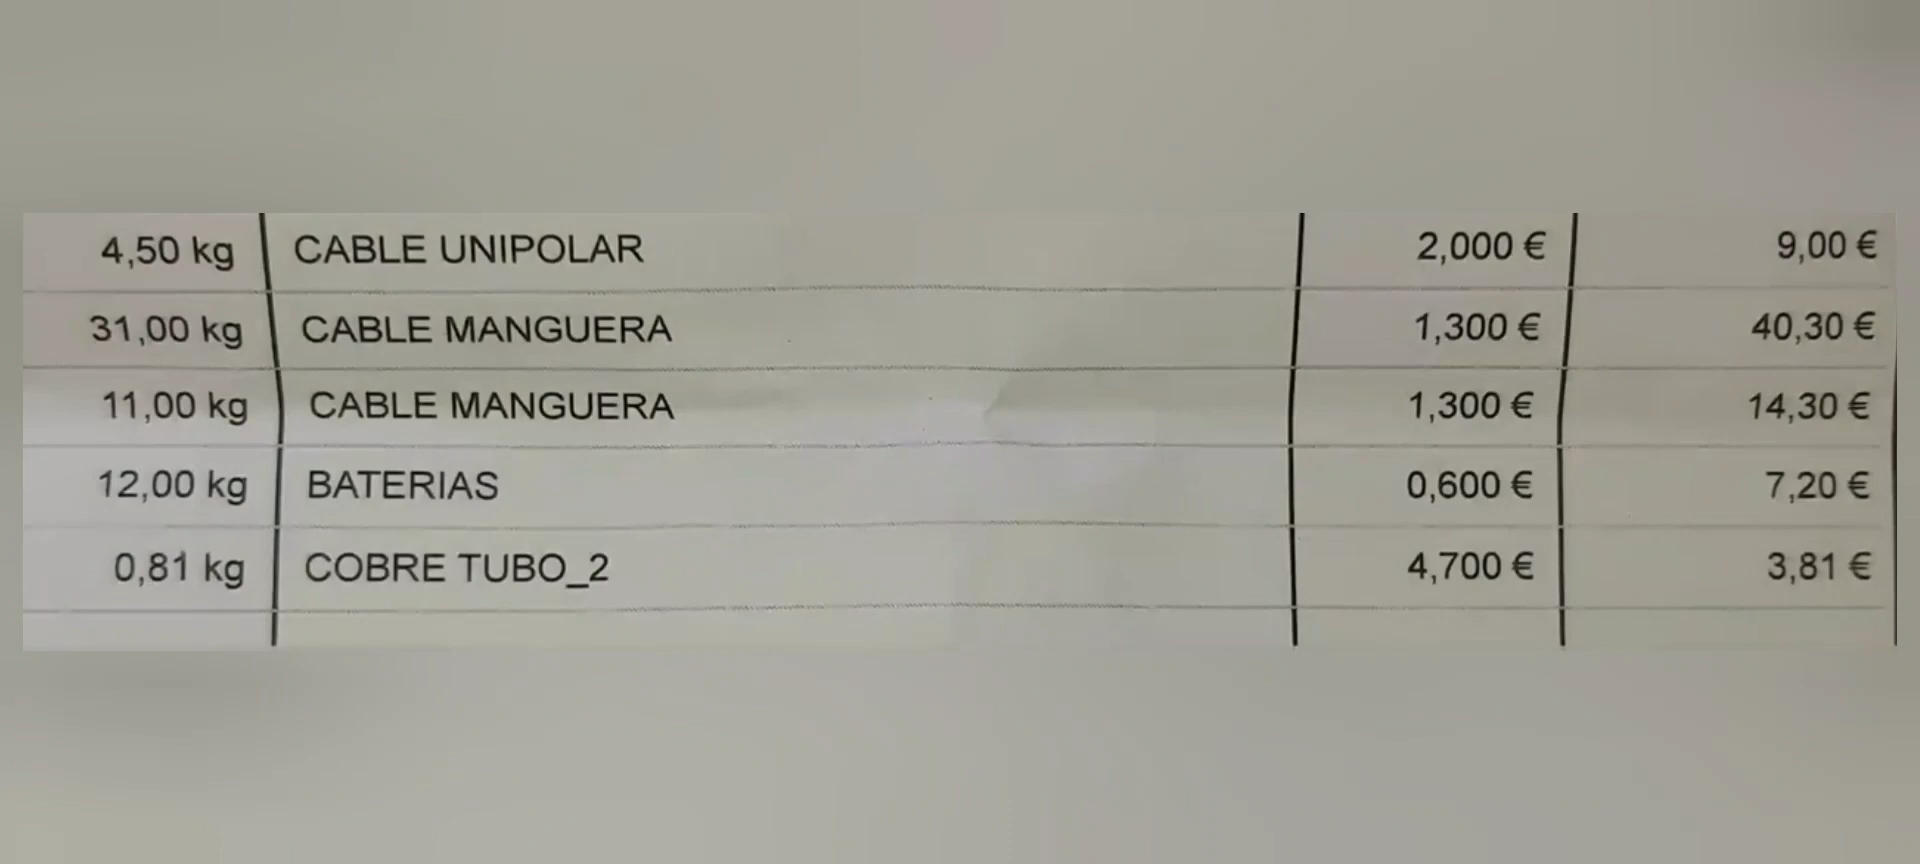 4,50 kg CABLE UNIPOLAR 2,000 € 9,00 €
31,00 kg CABLE MANGUERA 1,300 € 40,30 €
11,00 kg CABLE MANGUERA 1,300 € 14,30 €
12,00 kg BATERIAS 0,600 € 7,20 €
0,81 kg COBRE TUBO_2 4,700 € 3,81 €